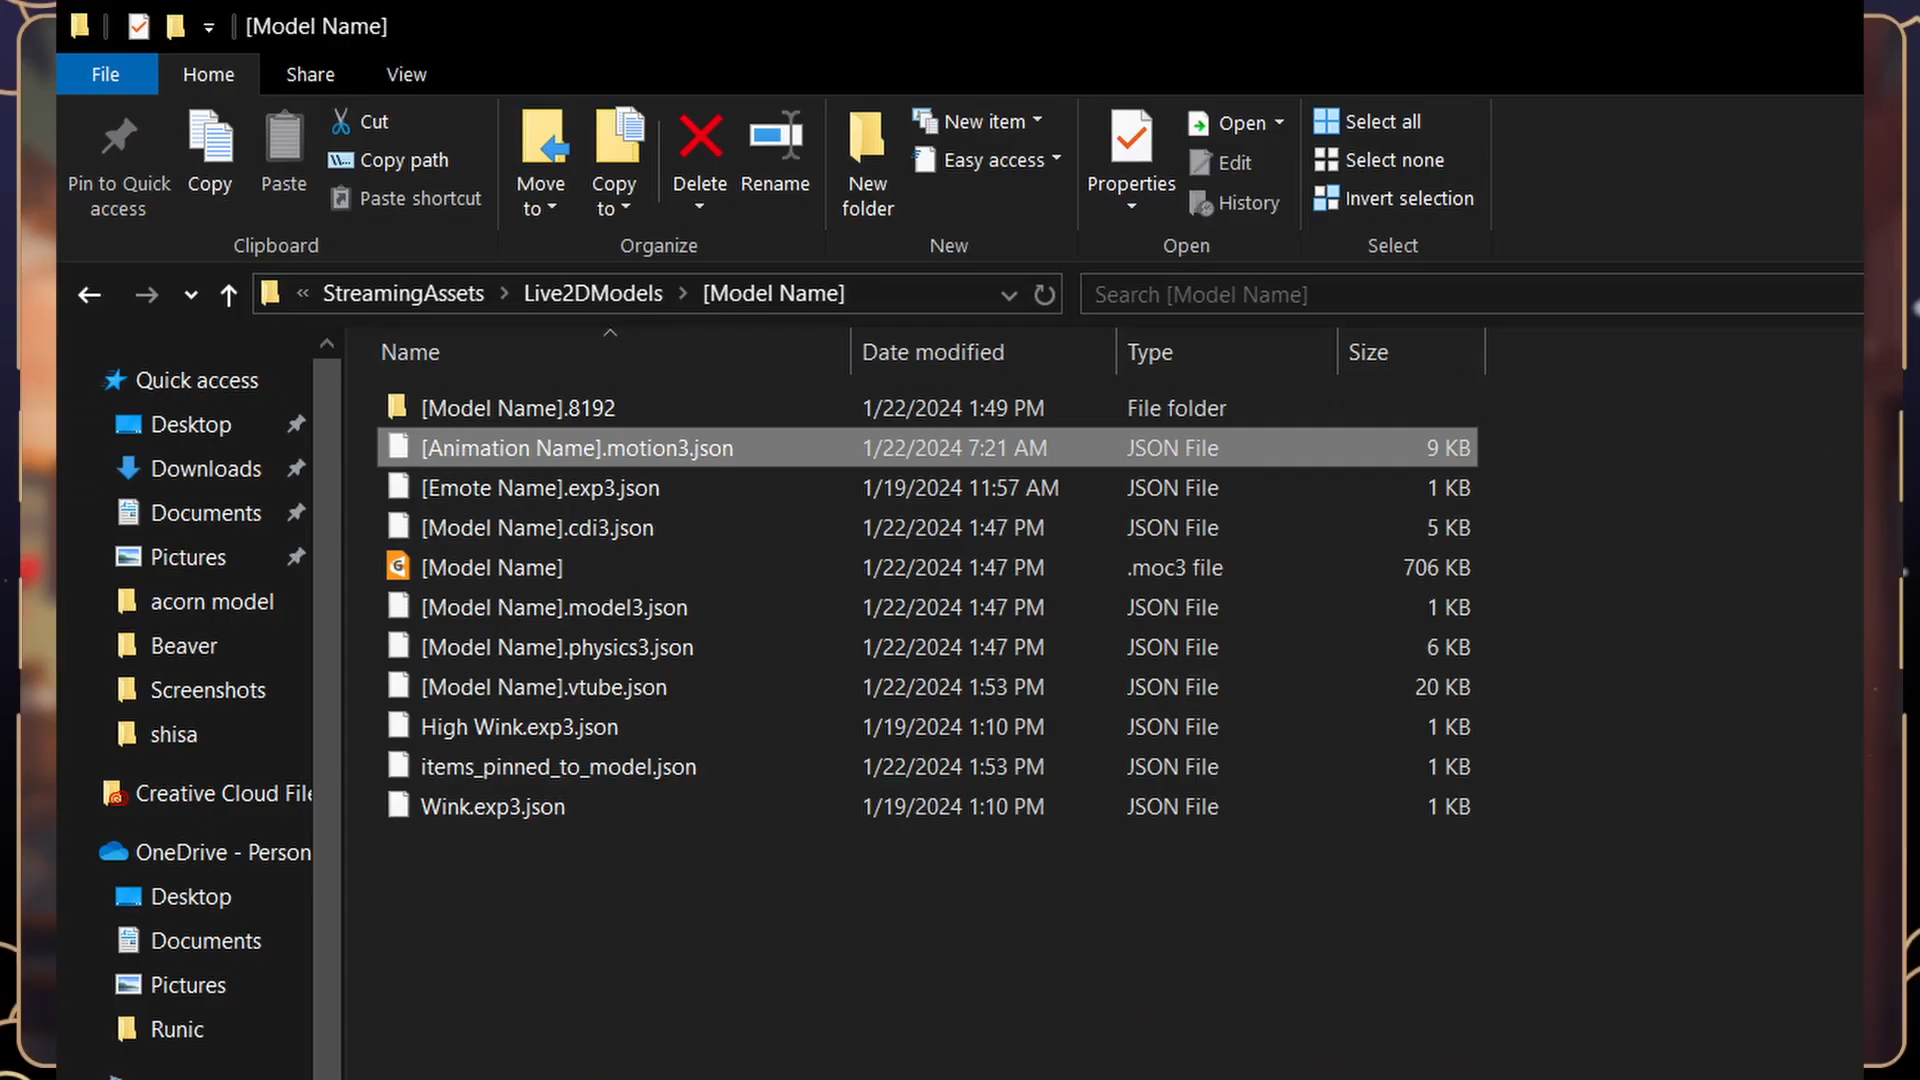 [Model Name]
File Home Share View
Pin to Quick access
Copy
Paste
Cut
Copy path
Paste shortcut
Clipboard
Move to
Copy to
Delete
Rename
Organize
New folder
New item
Easy access
New
Properties
Open
Edit
History
Open
Select all
Select none
Invert selection
Select
« StreamingAssets > Live2DModels > [Model Name]
Search [Model Name]
Quick access
Desktop
Downloads
Documents
Pictures
acorn model
Beaver
Screenshots
shisa
Creative Cloud File
OneDrive - Person
Desktop
Documents
Pictures
Runic
Name Date modified Type Size
[Model Name].8192 1/22/2024 1:49 PM File folder
[Animation Name].motion3.json 1/22/2024 7:21 AM JSON File 9 KB
[Emote Name].exp3.json 1/19/2024 11:57 AM JSON File 1 KB
[Model Name].cdi3.json 1/22/2024 1:47 PM JSON File 5 KB
[Model Name] 1/22/2024 1:47 PM .moc3 file 706 KB
[Model Name].model3.json 1/22/2024 1:47 PM JSON File 1 KB
[Model Name].physics3.json 1/22/2024 1:47 PM JSON File 6 KB
[Model Name].vtube.json 1/22/2024 1:53 PM JSON File 20 KB
High Wink.exp3.json 1/19/2024 1:10 PM JSON File 1 KB
items_pinned_to_model.json 1/22/2024 1:53 PM JSON File 1 KB
Wink.exp3.json 1/19/2024 1:10 PM JSON File 1 KB